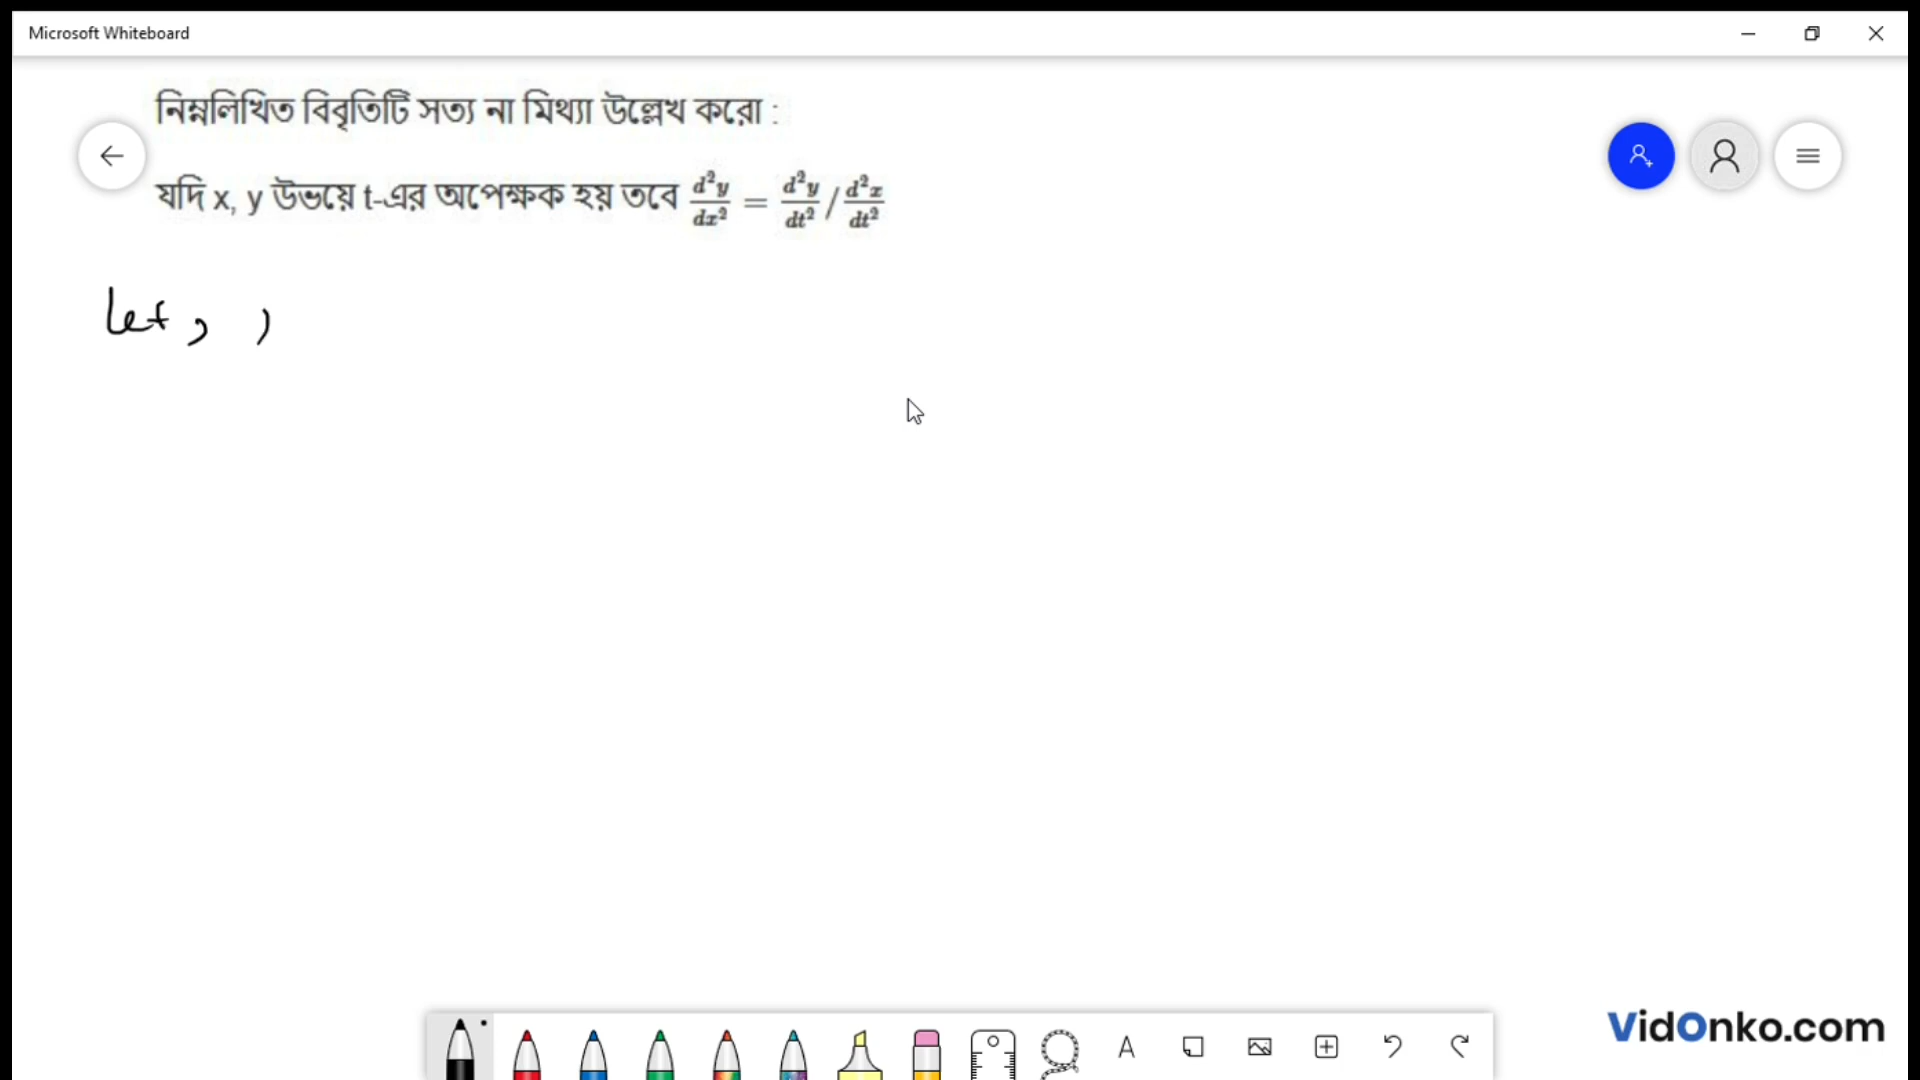 Microsoft Whiteboard
নিম্নলিখিত বিবৃতিটি সত্য না মিথ্যা উল্লেখ করো :
যদি x, y উভয়ে t-এর অপেক্ষক হয় তবে d²y/dx² = d²y/dt² / d²x/dt²
let , )
A
VidOnko.com